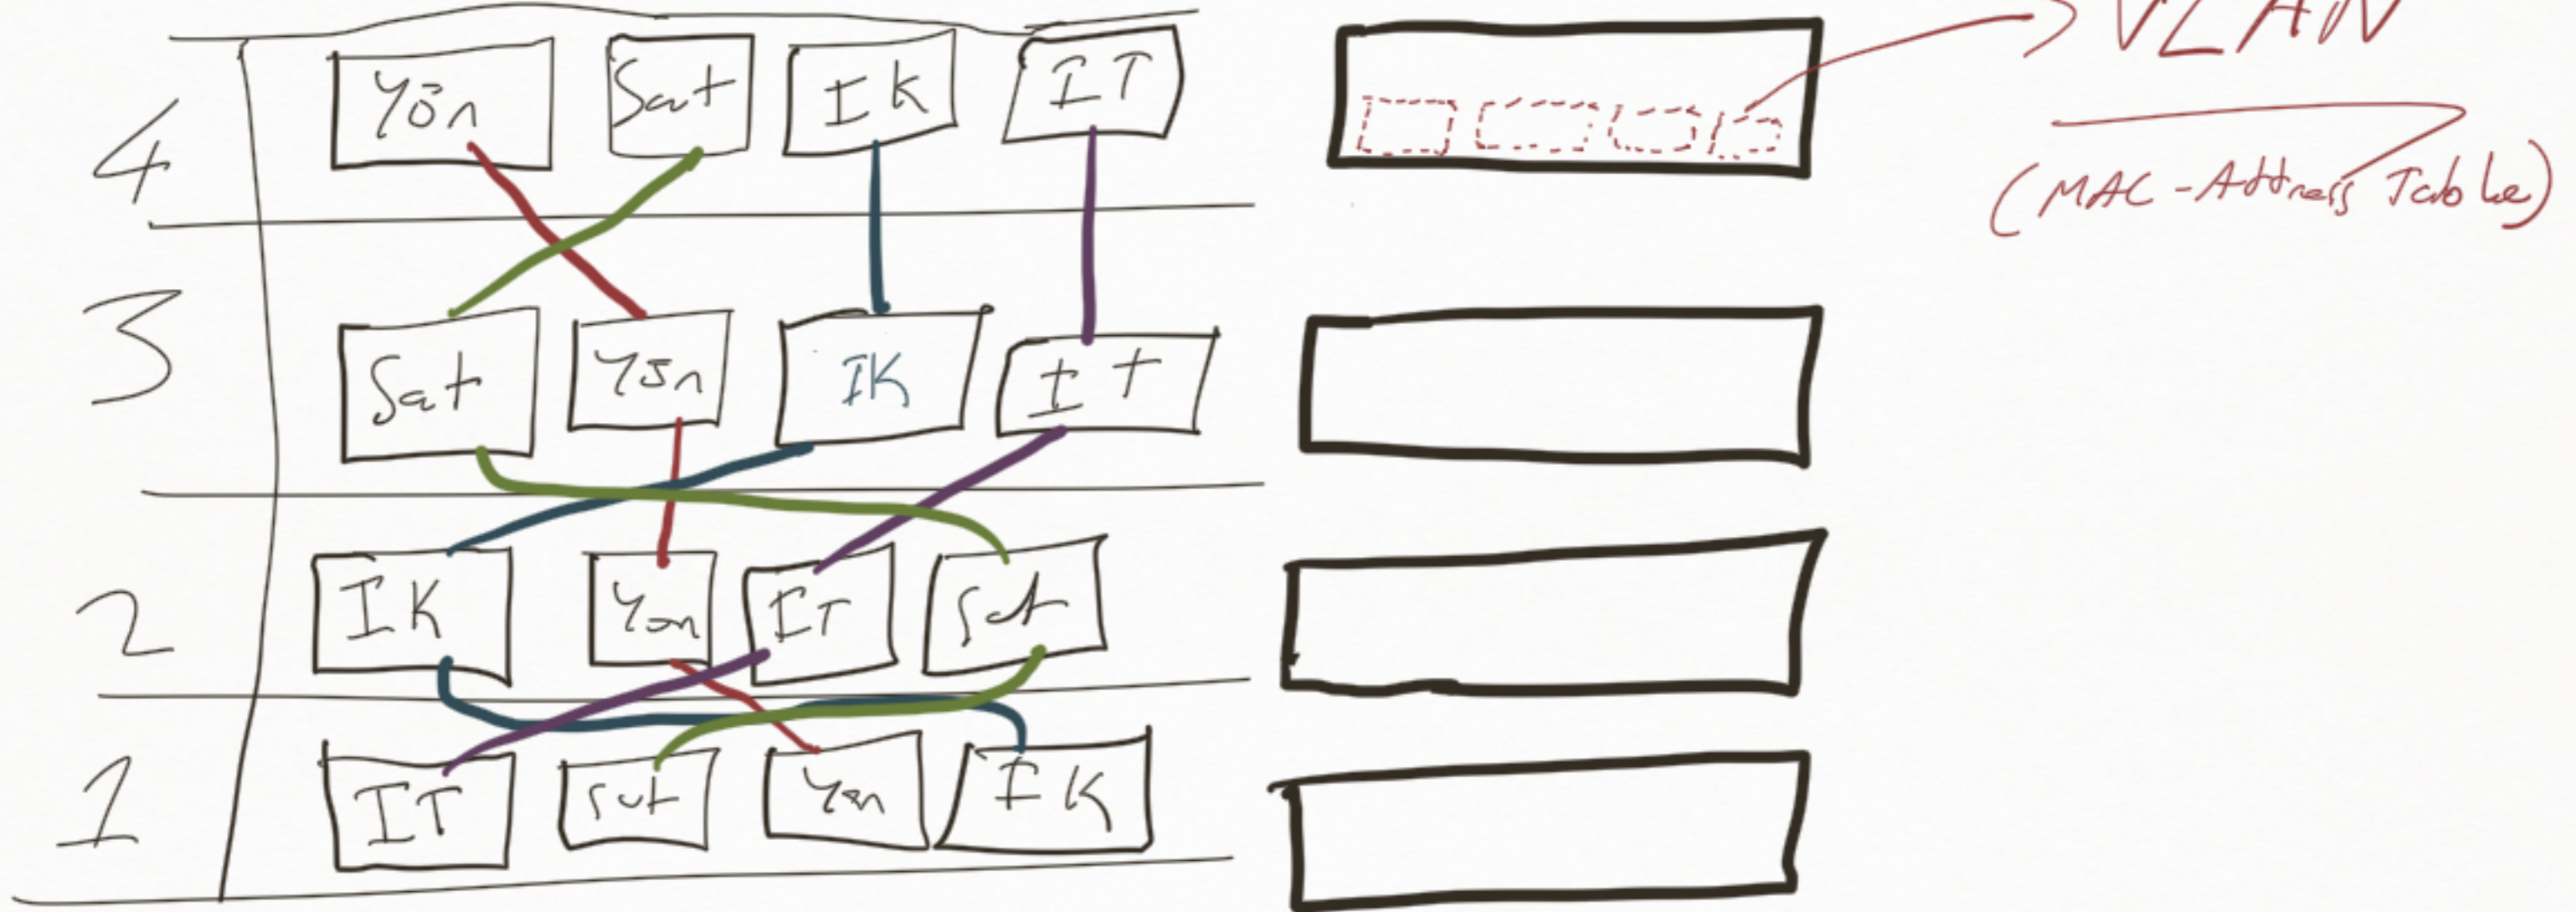 4 Yön Sat IK IT
VLAN
(MAC-Address Table)
3 Sat Yön IK IT
2 IK Yön IT Sat
1 IT Sat Yön IK